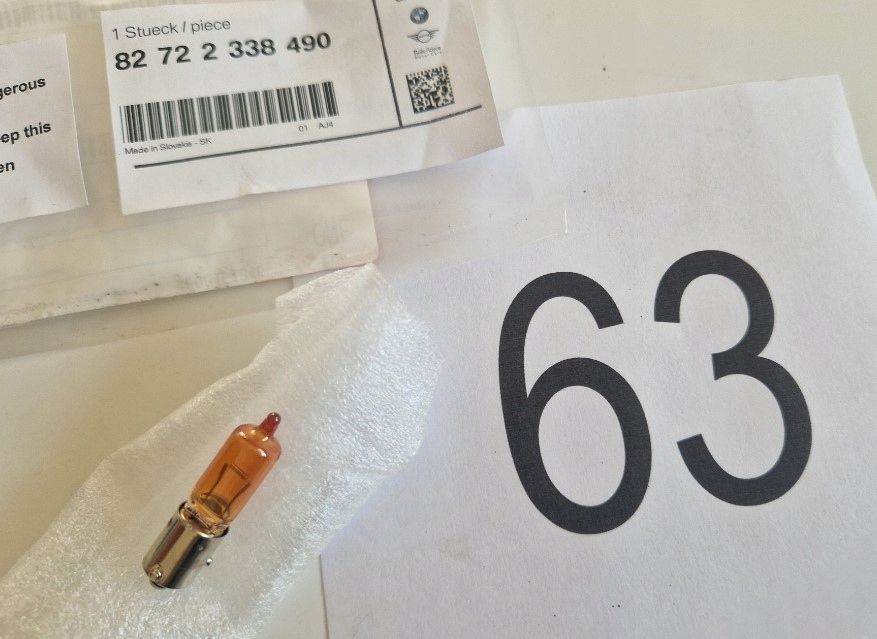 1 Stueck / piece
82 72 2 338 490
01 AJ4
Made in Slovakia - SK
gerous
ep this
en
63